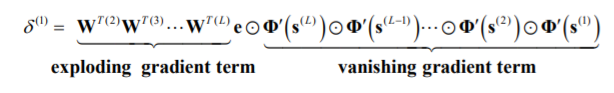 δ⁽¹⁾ = W^{T(2)}W^{T(3)}⋯W^{T(L)} e ⊙ Φ′(s^{(L)}) ⊙ Φ′(s^{(L-1)})⋯ ⊙ Φ′(s^{(2)}) ⊙ Φ′(s^{(1)})
exploding gradient term vanishing gradient term